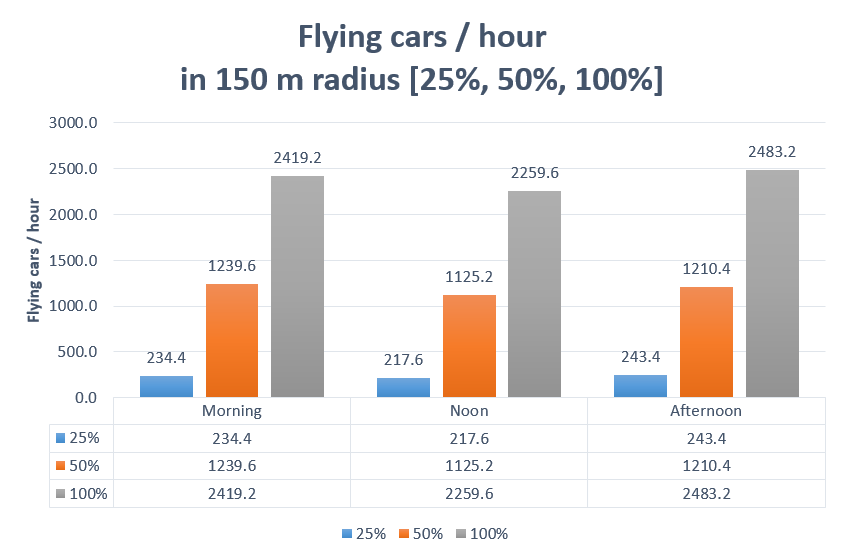 Flying cars / hour
in 150 m radius [25%, 50%, 100%]
Flying cars / hour
3000.0
2500.0
2000.0
1500.0
1000.0
500.0
0.0
234.4
1239.6
2419.2
217.6
1125.2
2259.6
243.4
1210.4
2483.2
Morning Noon Afternoon
25% 234.4 217.6 243.4
50% 1239.6 1125.2 1210.4
100% 2419.2 2259.6 2483.2
25% 50% 100%